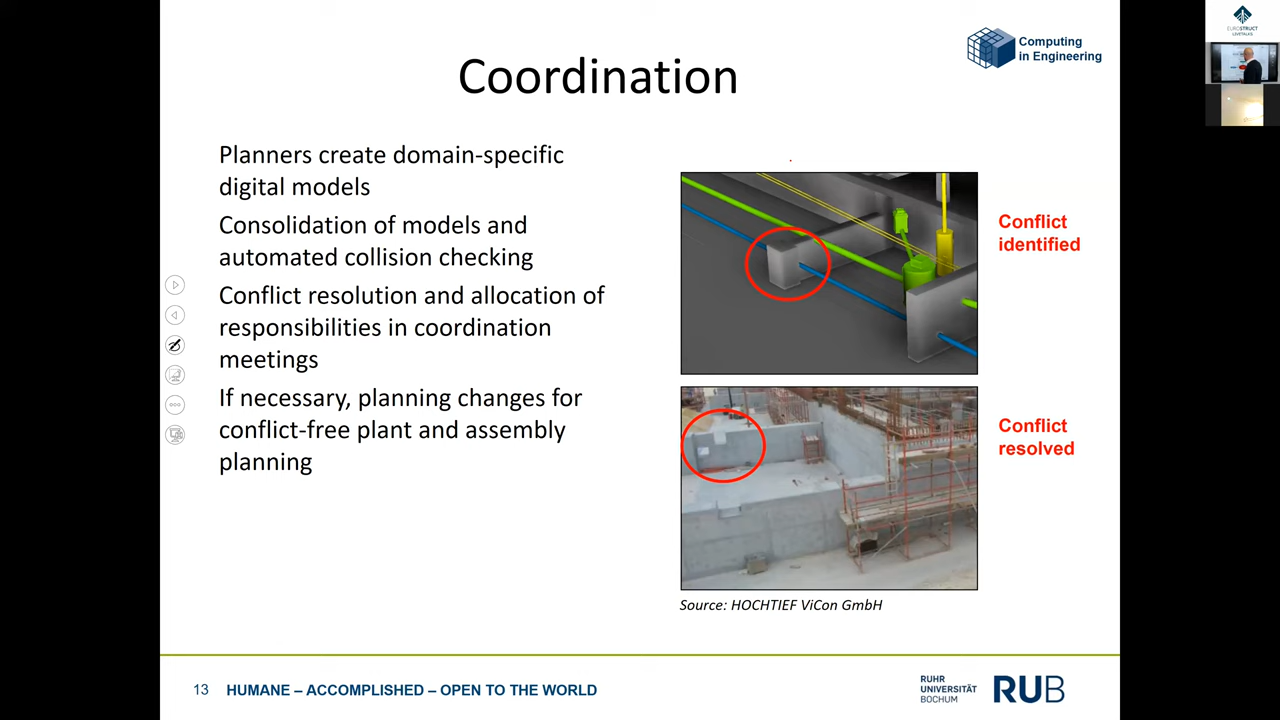 Computing
in Engineering
EUROSTRUCT
LIVETALKS
Coordination
Planners create domain-specific
digital models
Consolidation of models and
automated collision checking
Conflict resolution and allocation of
responsibilities in coordination
meetings
If necessary, planning changes for
conflict-free plant and assembly
planning
Conflict
identified
Conflict
resolved
Source: HOCHTIEF ViCon GmbH
13 HUMANE – ACCOMPLISHED – OPEN TO THE WORLD
RUHR
UNIVERSITÄT
BOCHUM
RUB